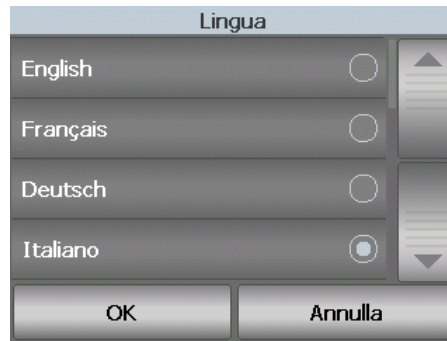 Lingua
English
Français
Deutsch
Italiano
OK Annulla